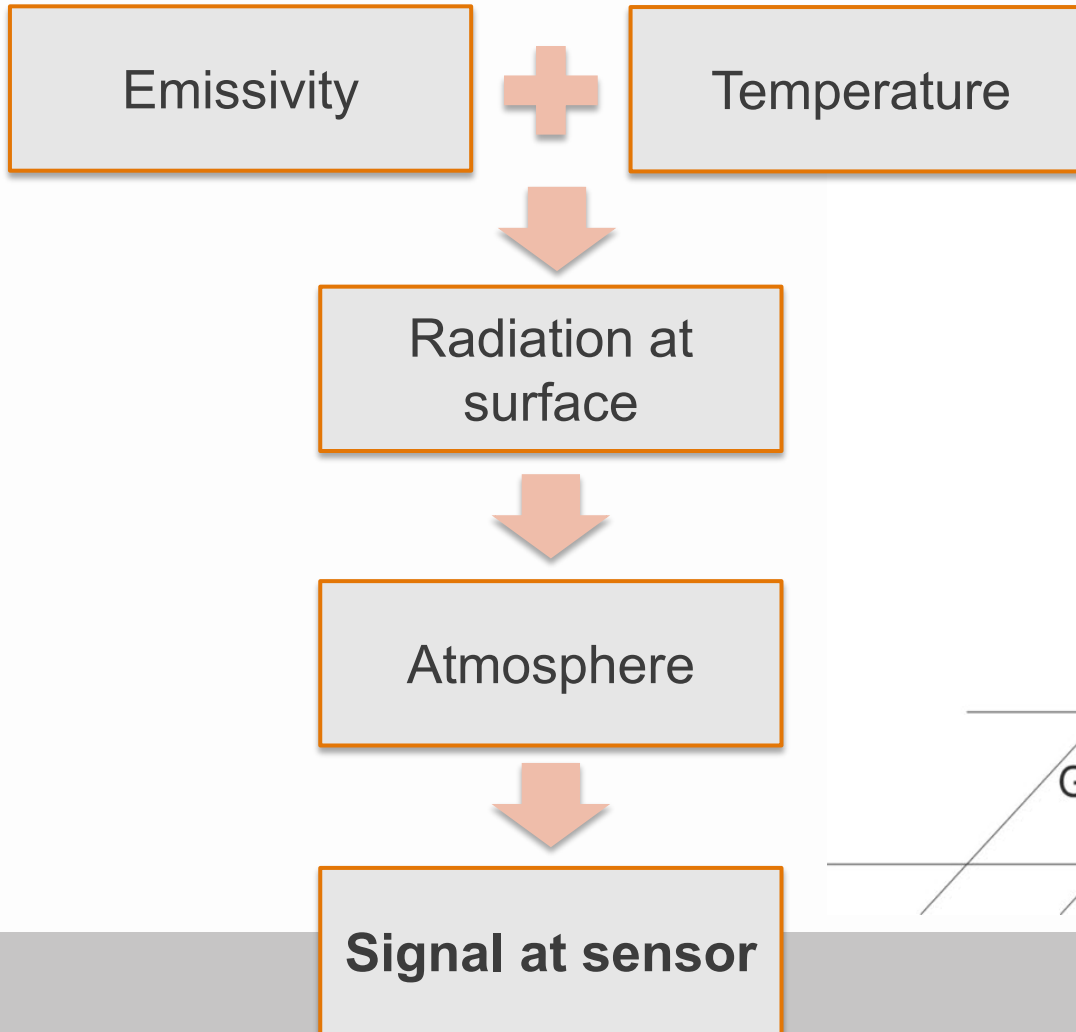 Emissivity
Temperature
Radiation at
surface
Atmosphere
G
Signal at sensor